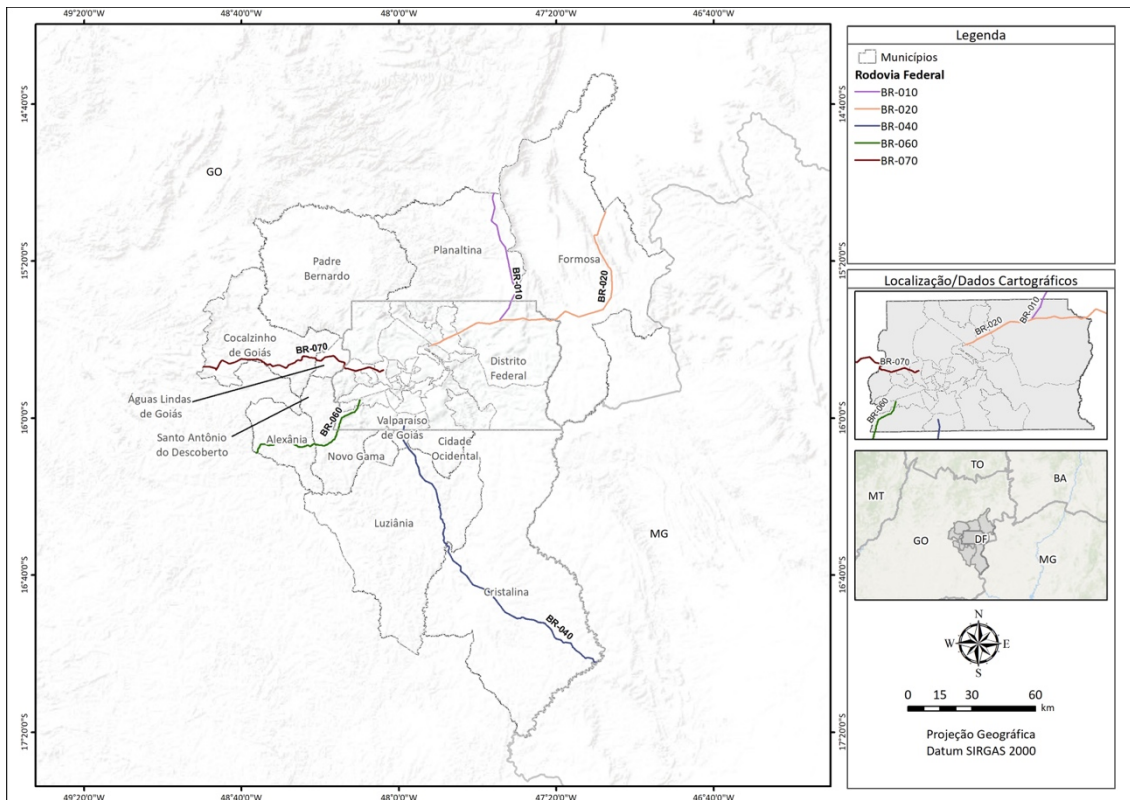 49°20'0"W
48°40'0"W
48°0'0"W
47°20'0"W
46°40'0"W
14°40'0"S
15°20'0"S
16°0'0"S
16°40'0"S
17°20'0"S
14°40'0"S
15°20'0"S
16°0'0"S
16°40'0"S
17°20'0"S
GO
Planaltina
Formosa
BR-010
BR-020
Padre
Bernardo
Cocalzinho
de Goiás
BR-070
Distrito
Federal
Águas Lindas
de Goiás
Santo Antônio
do Descoberto
BR-060
Alexânia
Valparaíso
de Goiás
Novo Gama
Cidade
Ocidental
Luziânia
MG
Cristalina
BR-040
49°20'0"W
48°40'0"W
48°0'0"W
47°20'0"W
46°40'0"W
Legenda
Municípios
Rodovia Federal
BR-010
BR-020
BR-040
BR-060
BR-070
Localização/Dados Cartográficos
BR-010
BR-020
BR-070
BR-060
TO
MT
BA
GO
DF
MG
N
W
E
S
0 15 30 60
km
Projeção Geográfica
Datum SIRGAS 2000